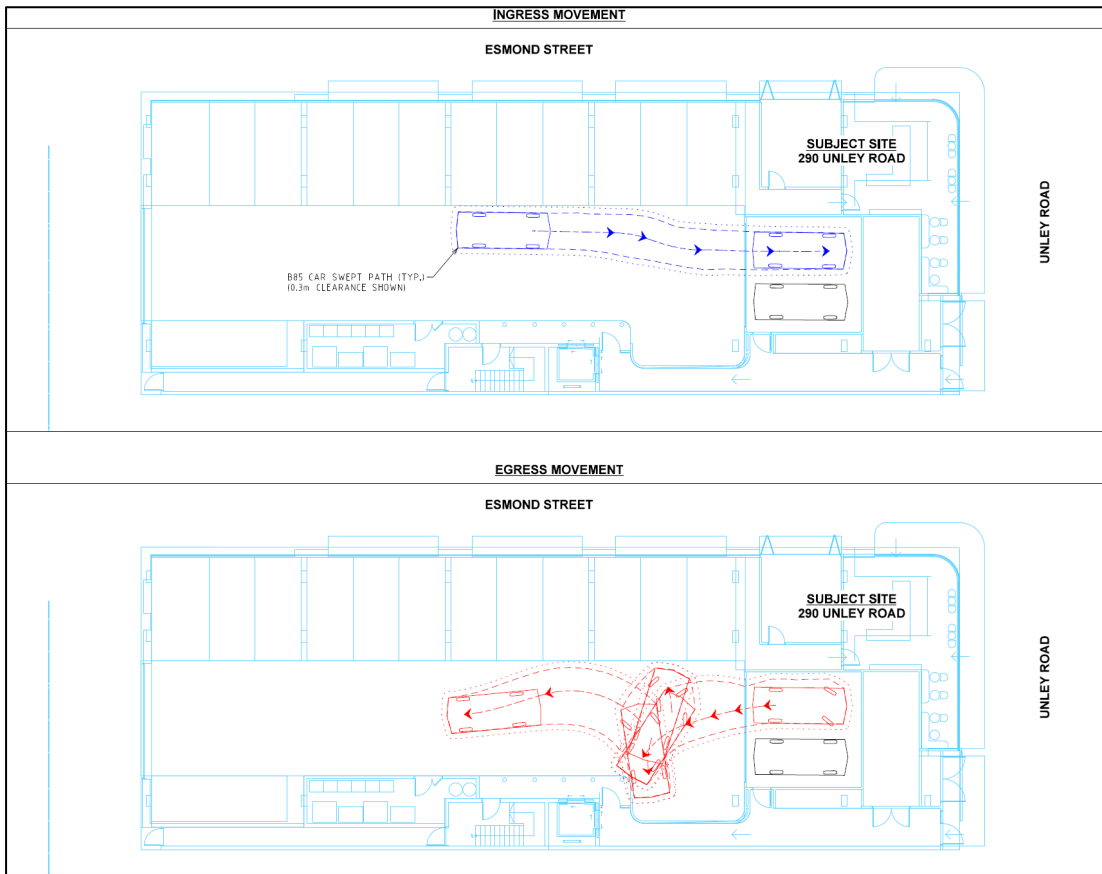 INGRESS MOVEMENT
ESMOND STREET
SUBJECT SITE
290 UNLEY ROAD
UNLEY ROAD
B85 CAR SWEPT PATH (TYP.)
(0.3m CLEARANCE SHOWN)
EGRESS MOVEMENT
ESMOND STREET
SUBJECT SITE
290 UNLEY ROAD
UNLEY ROAD